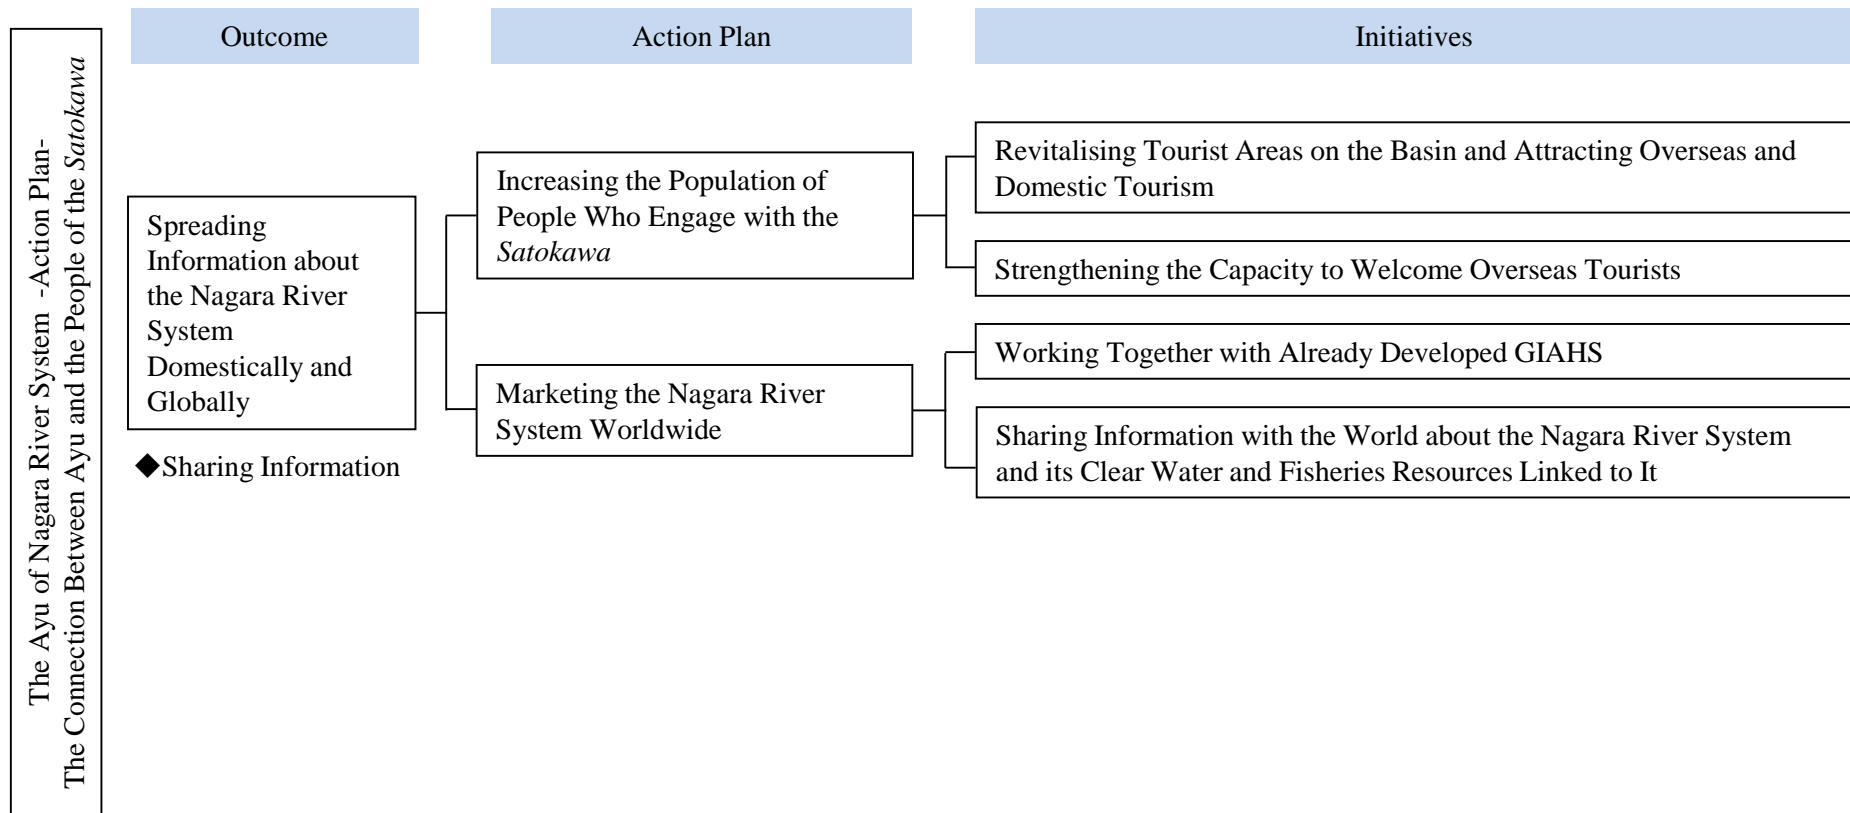 The Ayu of Nagara River System -Action Plan-
The Connection Between Ayu and the People of the Satokawa
Outcome
Action Plan
Initiatives
Spreading
Information about
the Nagara River
System
Domestically and
Globally
◆Sharing Information
Increasing the Population of
People Who Engage with the
Satokawa
Marketing the Nagara River
System Worldwide
Revitalising Tourist Areas on the Basin and Attracting Overseas and
Domestic Tourism
Strengthening the Capacity to Welcome Overseas Tourists
Working Together with Already Developed GIAHS
Sharing Information with the World about the Nagara River System
and its Clear Water and Fisheries Resources Linked to It